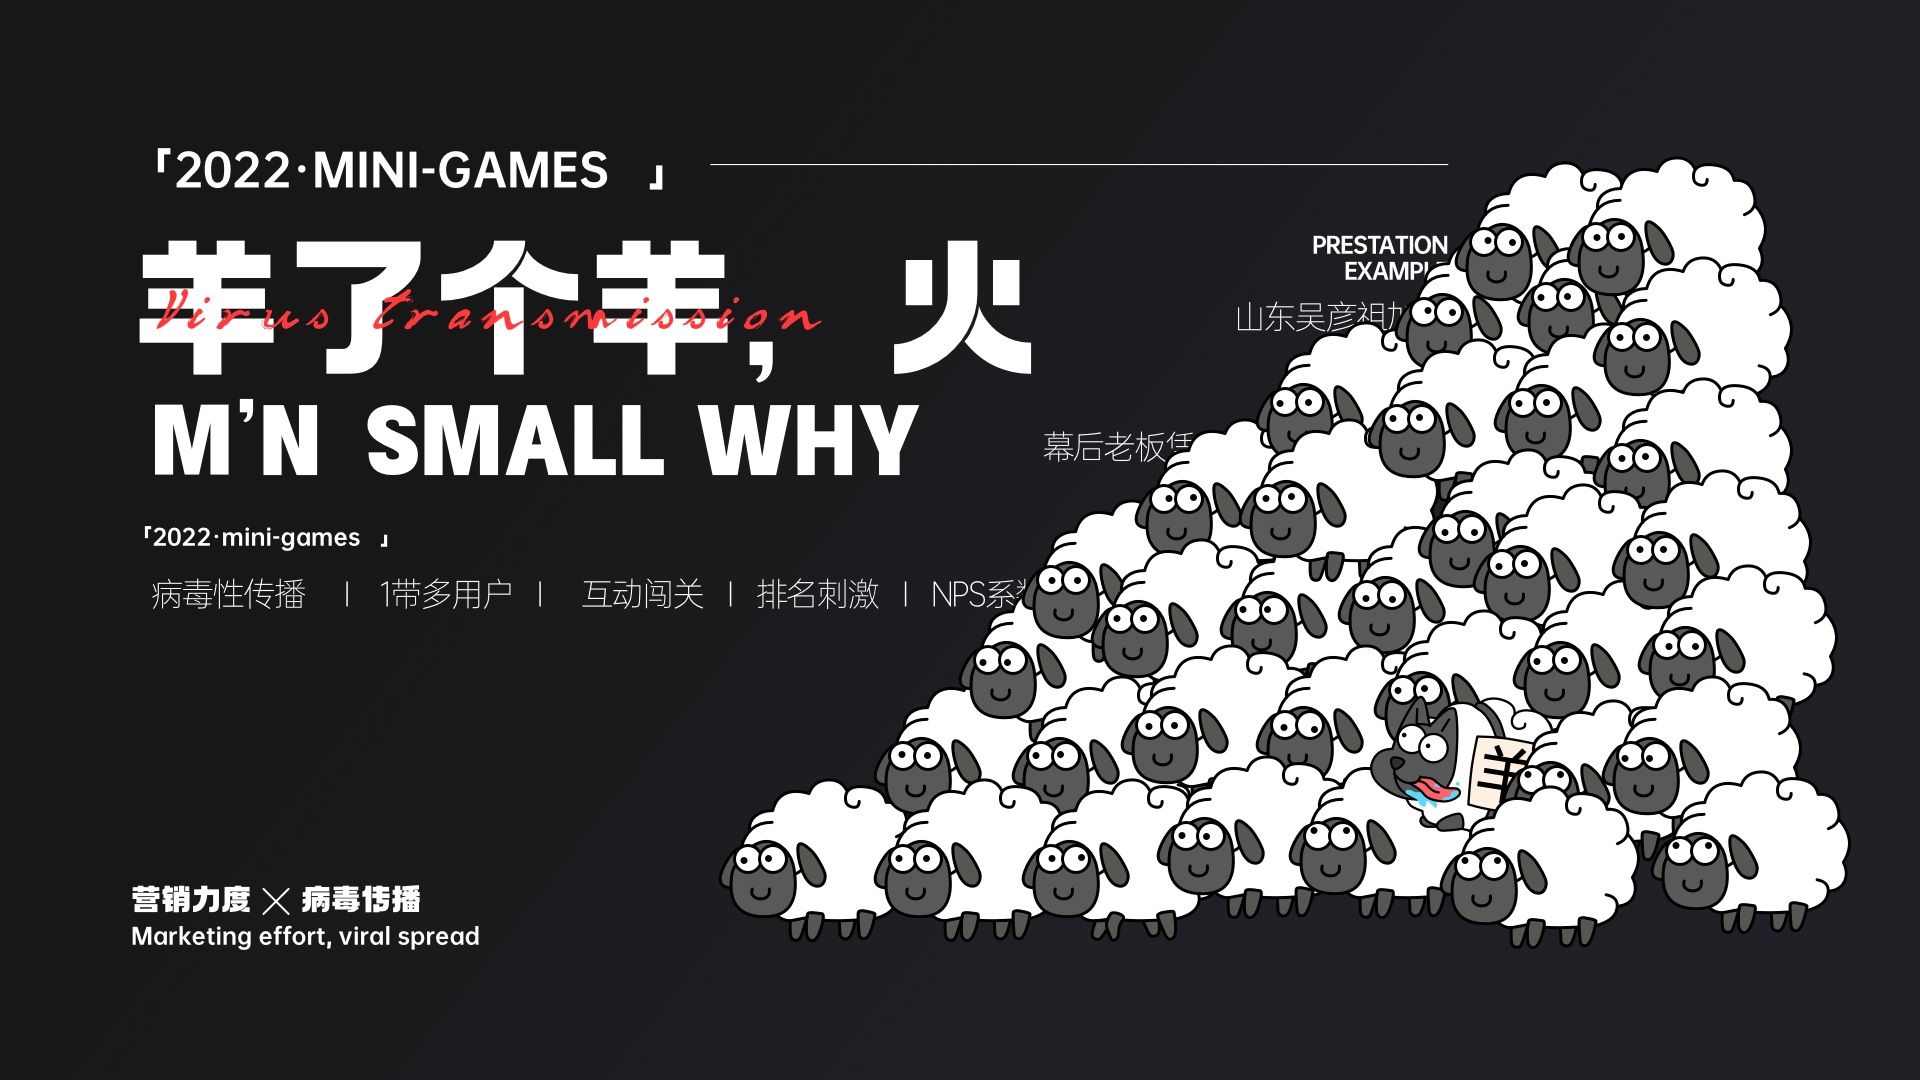 「2022·MINI-GAMES 」
羊了个羊，火
Virus transmission
M’N SMALL WHY
PRESTATION
山东吴彦祖
幕后老板
「2022·mini-games 」
病毒性传播 | 1带多用户 | 互动闯关 | 排名刺激 | NPS系
羊
营销力度 × 病毒传播
Marketing effort, viral spread